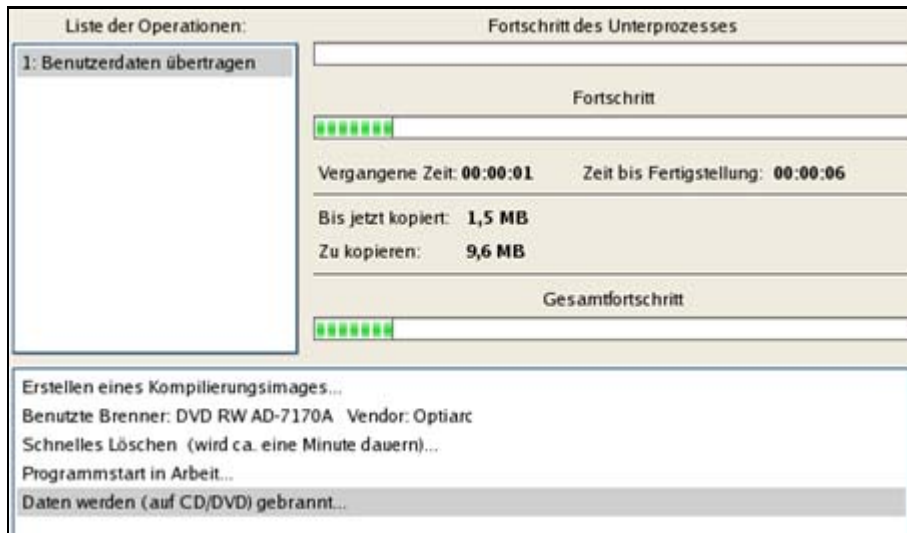 Liste der Operationen:
1: Benutzerdaten übertragen
Fortschritt des Unterprozesses
Fortschritt
Vergangene Zeit: 00:00:01 Zeit bis Fertigstellung: 00:00:06
Bis jetzt kopiert: 1,5 MB
Zu kopieren: 9,6 MB
Gesamtfortschritt
Erstellen eines Kompilierungsimages...
Benutzte Brenner: DVD RW AD-7170A Vendor: Optiarc
Schnelles Löschen (wird ca. eine Minute dauern)...
Programmstart in Arbeit...
Daten werden (auf CD/DVD) gebrannt...